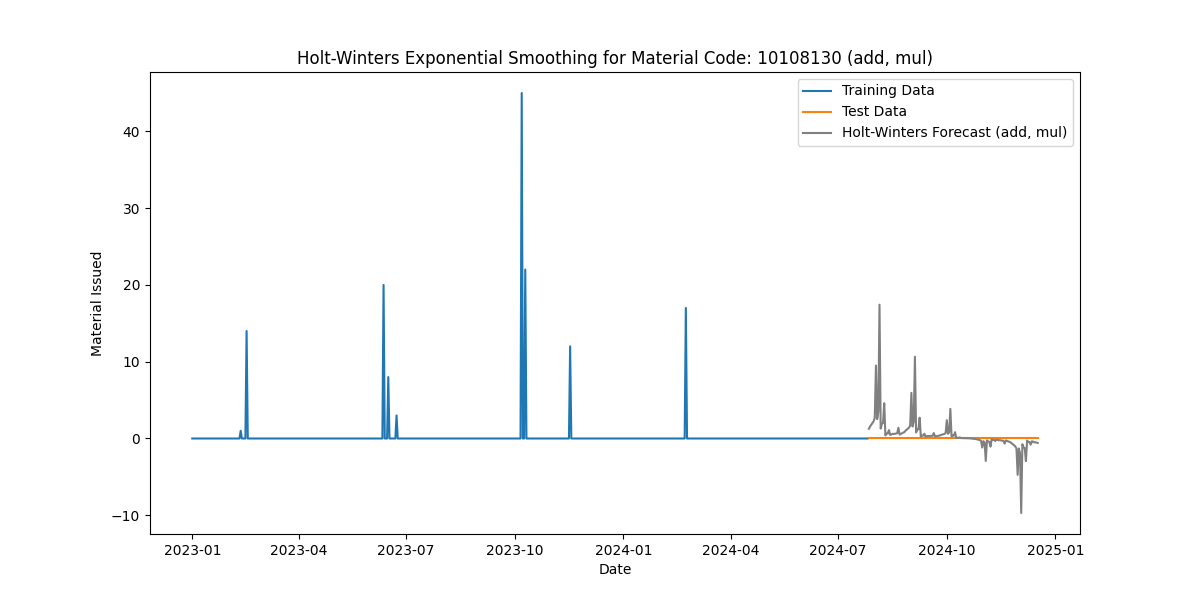 Holt-Winters Exponential Smoothing for Material Code: 10108130 (add, mul)
Training Data
Test Data
Holt-Winters Forecast (add, mul)
Material Issued
40
30
20
10
0
−10
2023-01 2023-04 2023-07 2023-10 2024-01 2024-04 2024-07 2024-10 2025-01
Date